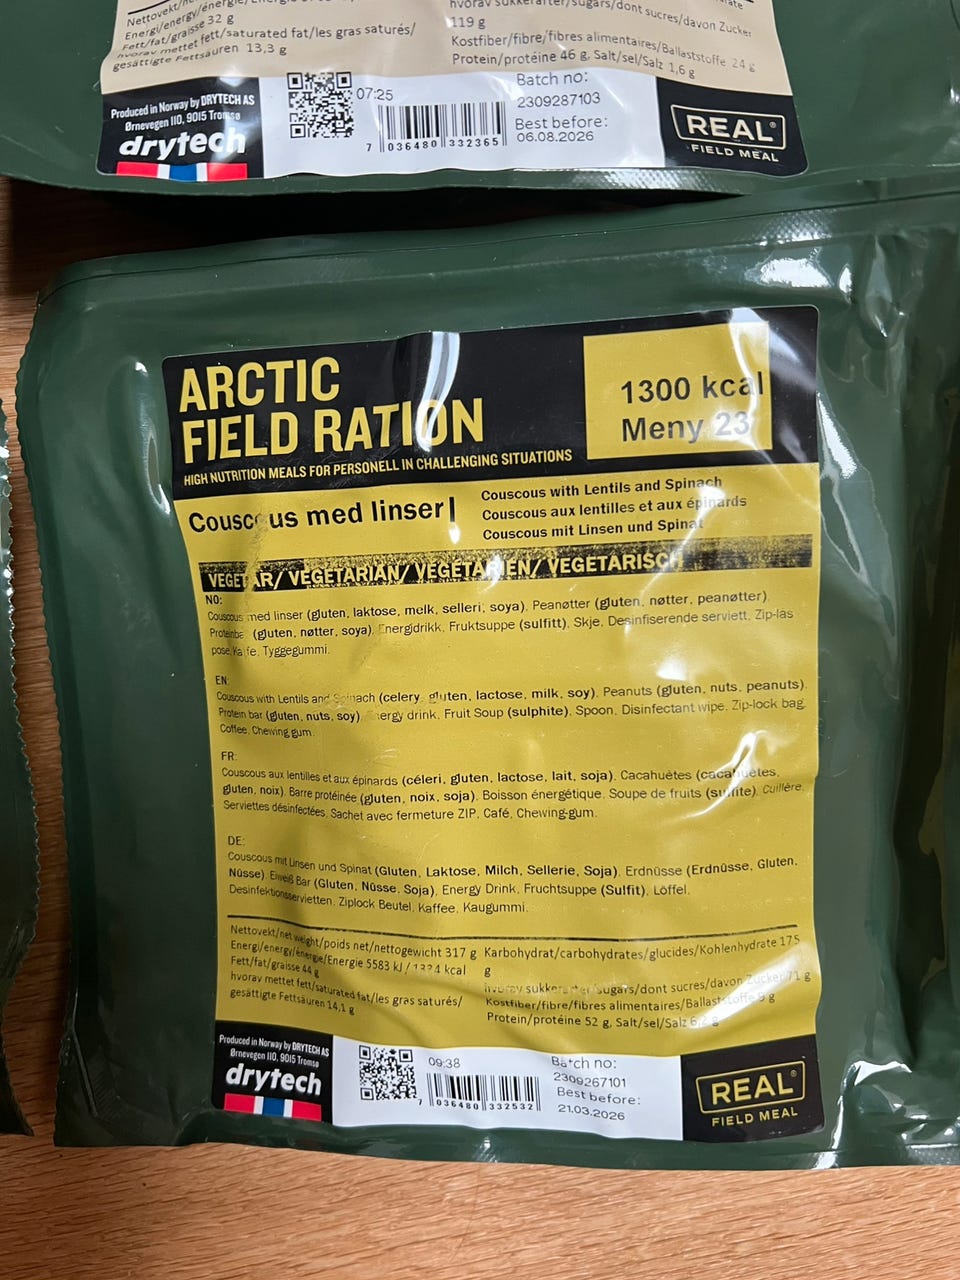 Nettovekt/
Energi/energy/énergie/Energie
Fett/fat/graisse 32 g
hvorav mettet fett/saturated fat/les gras saturés/
gesättigte Fettsäuren 13,3 g
hvorav sukkerarter/sugars/dont sucres/davon Zucker
119 g
Kostfiber/fibre/fibres alimentaires/Ballaststoffe 24 g
Protein/protéine 46 g, Salt/sel/Salz 1,6 g
Produced in Norway by DRYTECH AS
Ørnevegen 110, 9015 Tromsø
drytech
07:25
7 036480 332365
Batch no:
2309287103
Best before:
06.08.2026
REAL®
FIELD MEAL
ARCTIC
FIELD RATION
HIGH NUTRITION MEALS FOR PERSONELL IN CHALLENGING SITUATIONS
1300 kcal
Meny 23
Couscous med linser
Couscous with Lentils and Spinach
Couscous aux lentilles et aux épinards
Couscous mit Linsen und Spinat
VEGETAR/ VEGETARIAN/ VÉGÉTARIEN/ VEGETARISCH
NO:
Couscous med linser (gluten, laktose, melk, selleri, soya), Peanøtter (gluten, nøtter, peanøtter),
(gluten, nøtter, soya), Energidrikk, Fruktsuppe (sulfitt), Skje, Desinfiserende serviett, Zip-lås
pose, Kaffe, Tyggegummi.
EN:
Couscous with Lentils and Spinach (celery, gluten, lactose, milk, soy), Peanuts (gluten, nuts, peanuts),
Protein bar (gluten, nuts, soy), Energy drink, Fruit Soup (sulphite), Spoon, Disinfectant wipe, Zip-lock bag,
Coffee, Chewing gum.
FR:
Couscous aux lentilles et aux épinards (céleri, gluten, lactose, lait, soja), Cacahuètes (cacahuètes,
gluten, noix), Barre protéinée (gluten, noix, soja), Boisson énergétique, Soupe de fruits (sulfite), Cuillère,
Serviettes désinfectées, Sachet avec fermeture ZIP, Café, Chewing-gum.
DE:
Couscous mit Linsen und Spinat (Gluten, Laktose, Milch, Sellerie, Soja), Erdnüsse (Erdnüsse, Gluten,
Nüsse), Eiweiß Bar (Gluten, Nüsse, Soja), Energy Drink, Fruchtsuppe (Sulfit), Löffel,
Desinfektionsservietten, Ziplock Beutel, Kaffee, Kaugummi.
Nettovekt/net weight/poids net/nettogewicht 317 g
Energi/energy/énergie/Energie 5583 kJ / kcal
Fett/fat/graisse 44 g
hvorav mettet fett/saturated fat/les gras saturés/
gesättigte Fettsäuren 14,1 g
Karbohydrat/carbohydrates/glucides/Kohlenhydrate 175
g
hvorav sukkerarter/sugars/dont sucres/davon Zucker 71 g
Kostfiber/fibre/fibres alimentaires/Ballaststoffe 9 g
Protein/protéine 52 g, Salt/sel/Salz
Produced in Norway by DRYTECH AS
Ørnevegen 110, 9015 Tromsø
drytech
09:38
7 036480 332532
Batch no:
2309267101
Best before:
21.03.2026
REAL®
FIELD MEAL